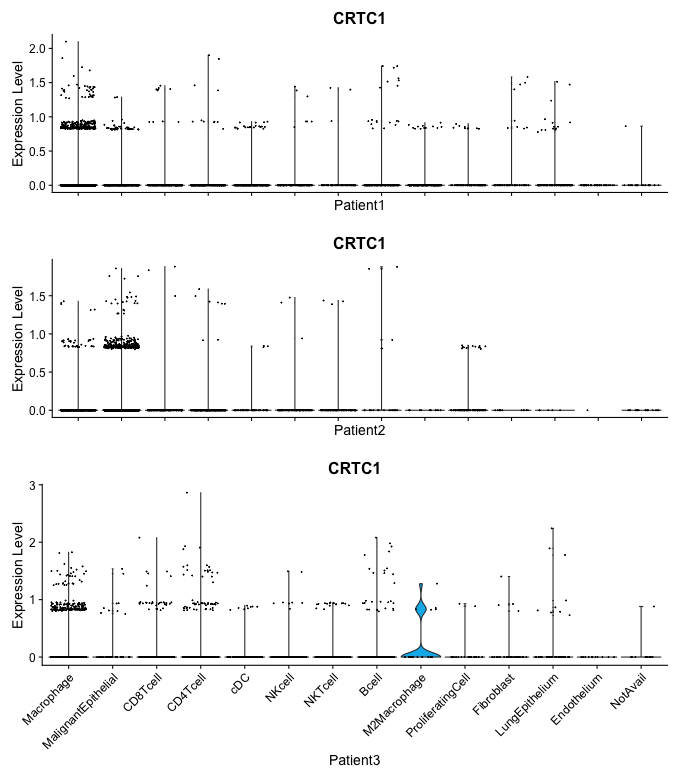 CRTC1
Expression Level
2.0
1.5
1.0
0.5
0.0
Patient1
CRTC1
Expression Level
1.5
1.0
0.5
0.0
Patient2
CRTC1
Expression Level
3
2
1
0
Macrophage
MalignantEpithelial
CD8Tcell
CD4Tcell
cDC
NKcell
NKTcell
Bcell
M2Macrophage
ProliferatingCell
Fibroblast
LungEpithelium
Endothelium
NotAvail
Patient3